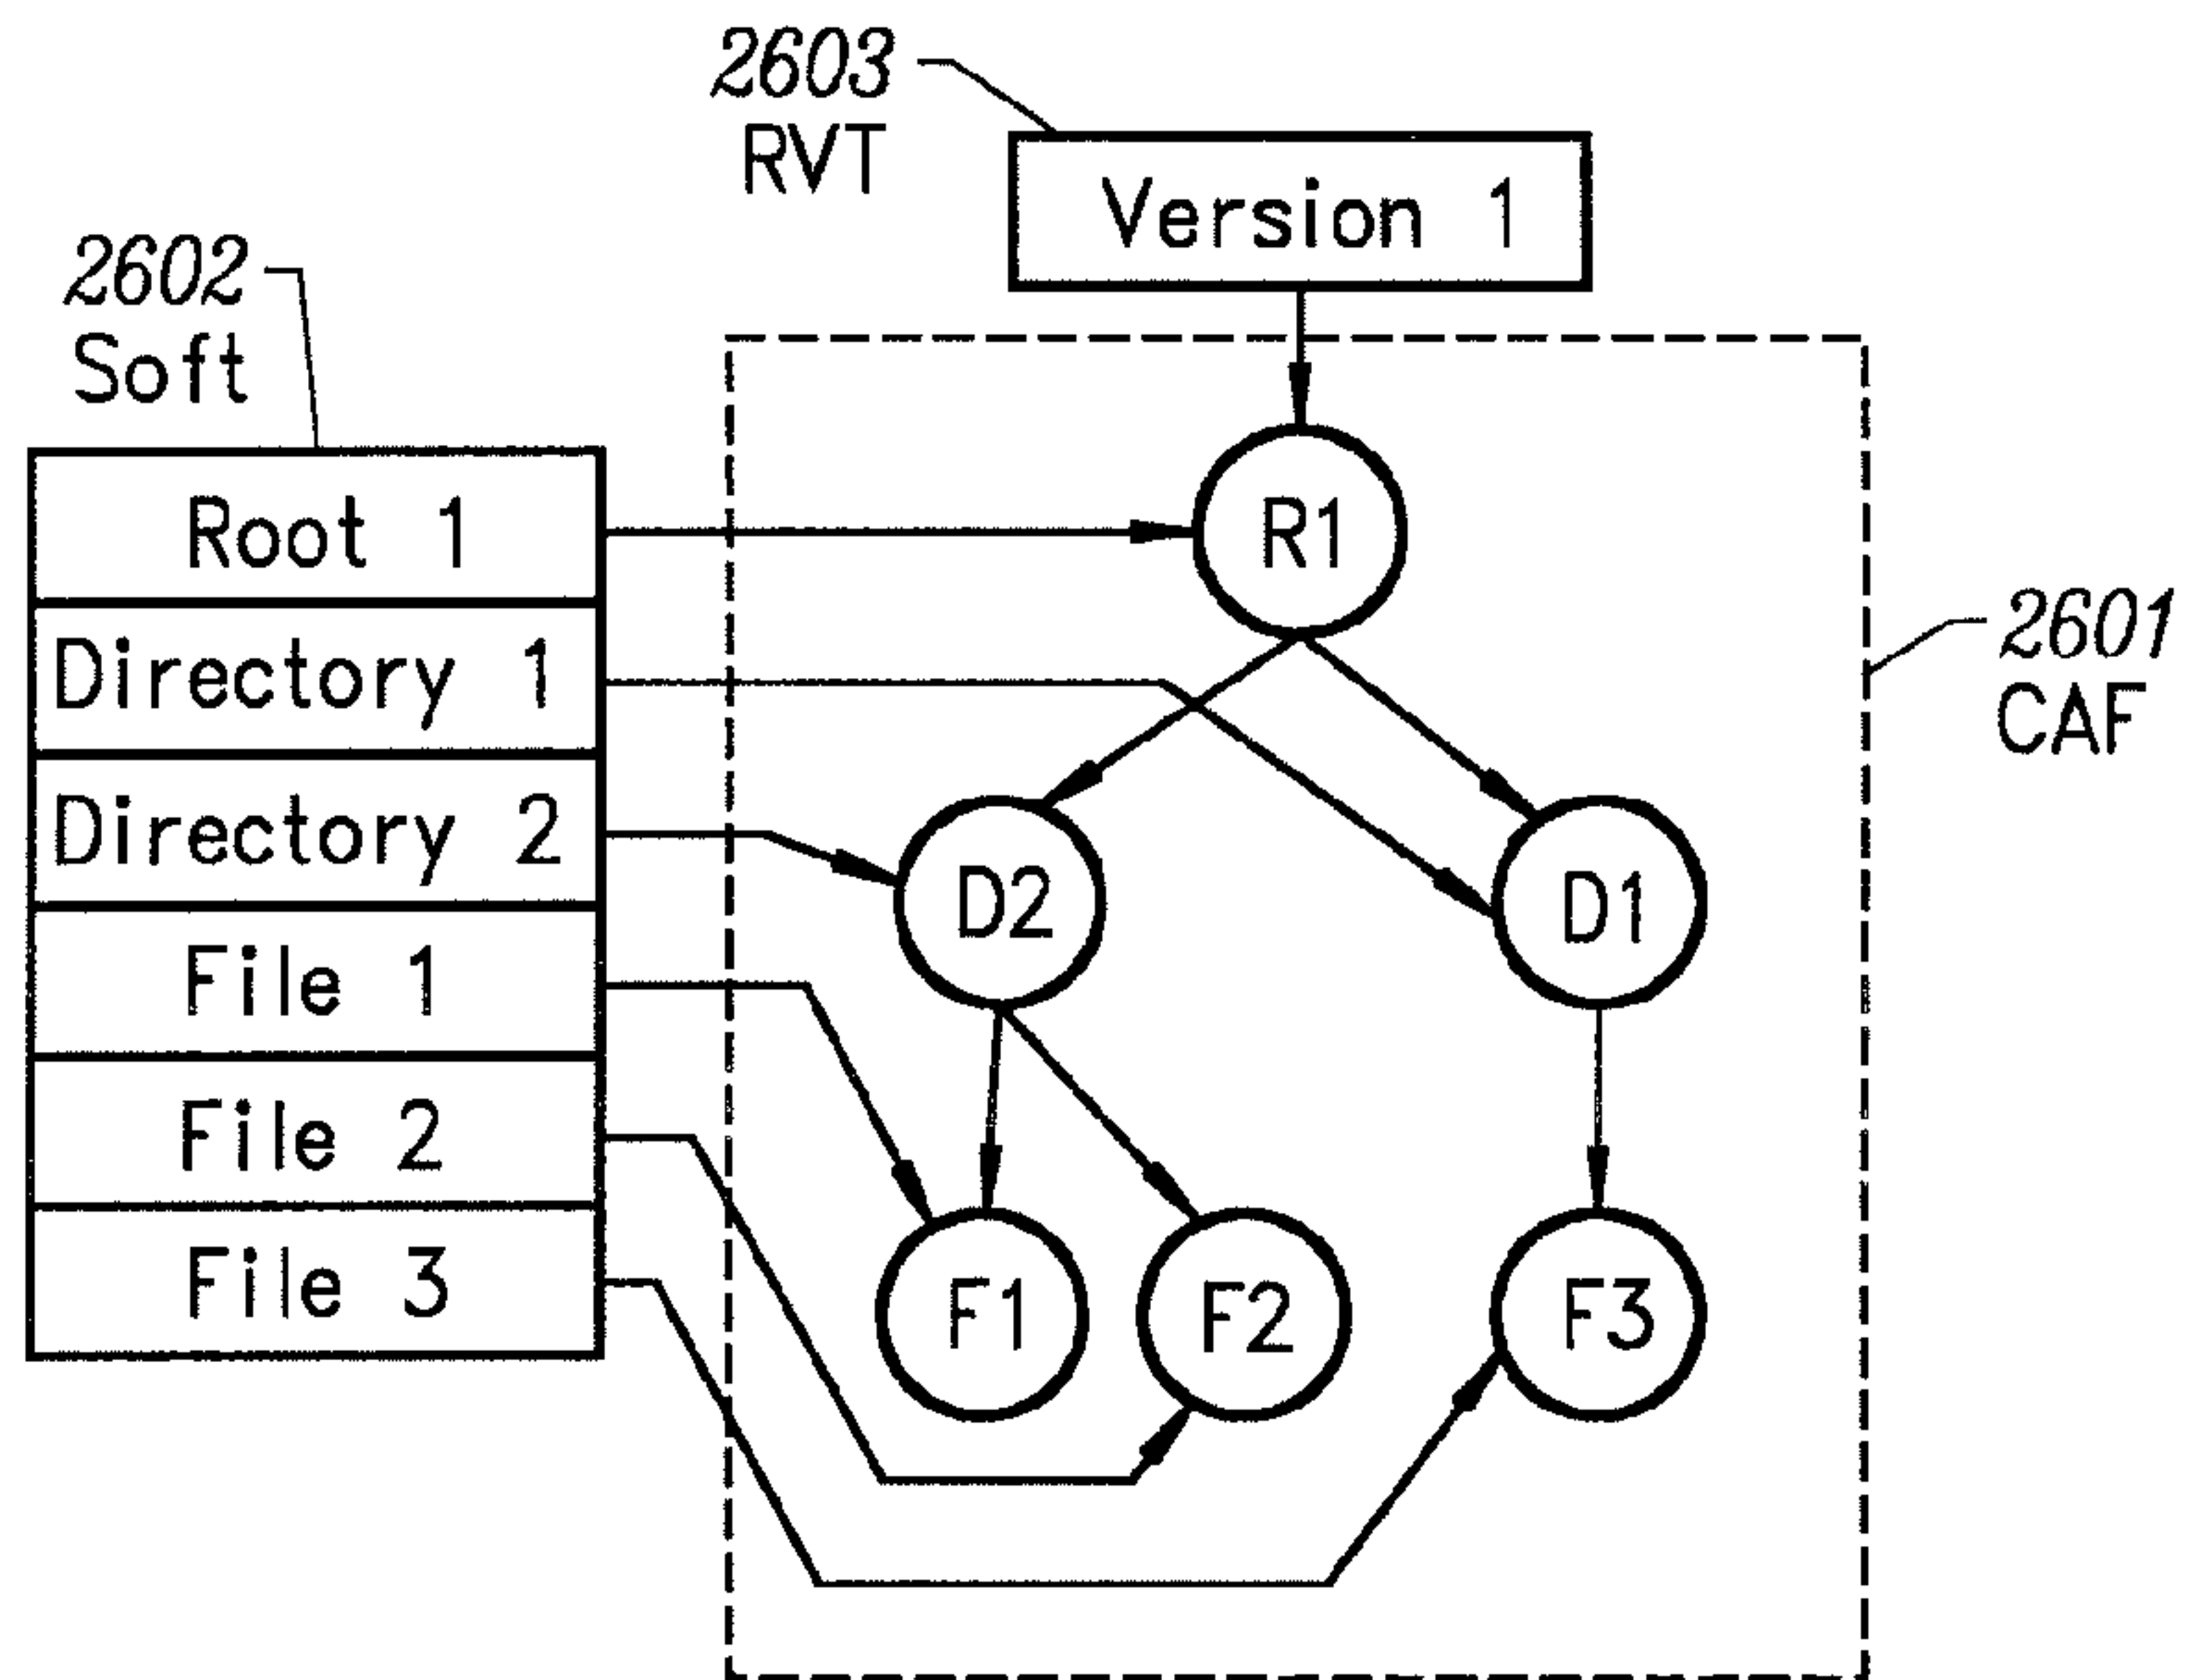 2603
RVT
Version 1
2602
Soft
Root 1
Directory 1
Directory 2
File 1
File 2
File 3
R1
2601
CAF
D2
D1
F1
F2
F3